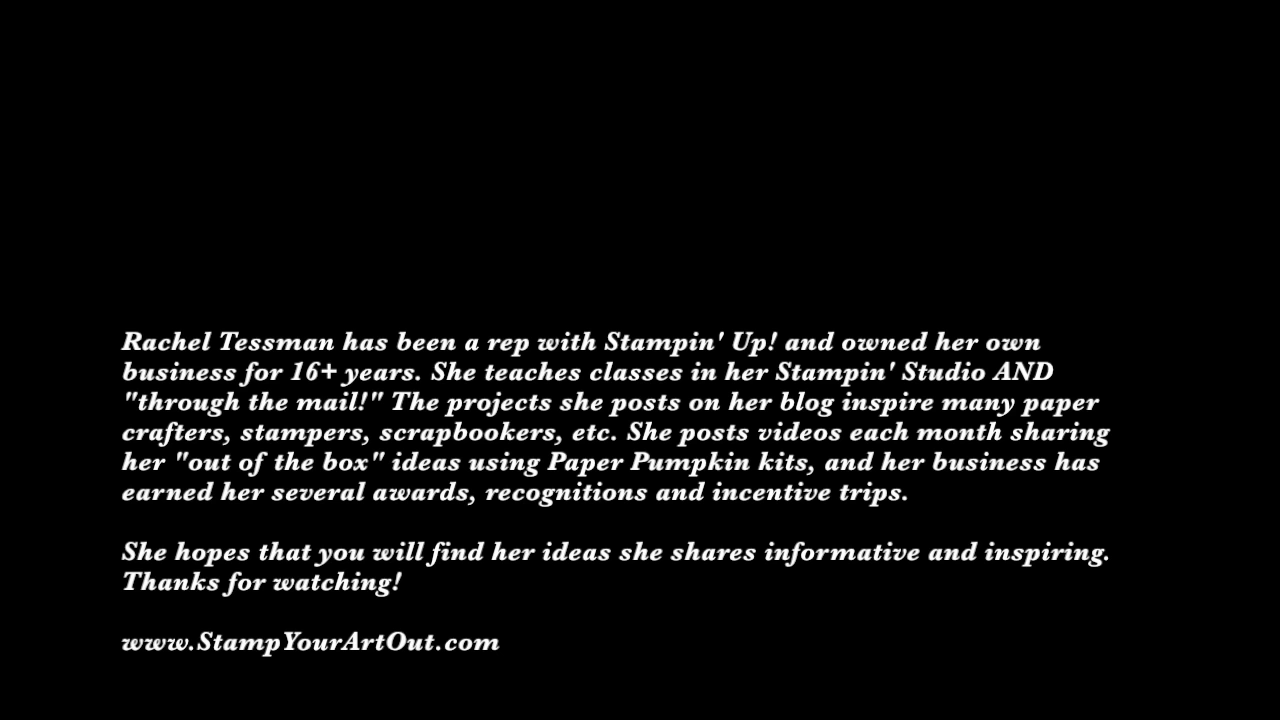 Rachel Tessman has been a rep with Stampin' Up! and owned her own
business for 16+ years. She teaches classes in her Stampin' Studio AND
"through the mail!" The projects she posts on her blog inspire many paper
crafters, stampers, scrapbookers, etc. She posts videos each month sharing
her "out of the box" ideas using Paper Pumpkin kits, and her business has
earned her several awards, recognitions and incentive trips.
She hopes that you will find her ideas she shares informative and inspiring.
Thanks for watching!
www.StampYourArtOut.com